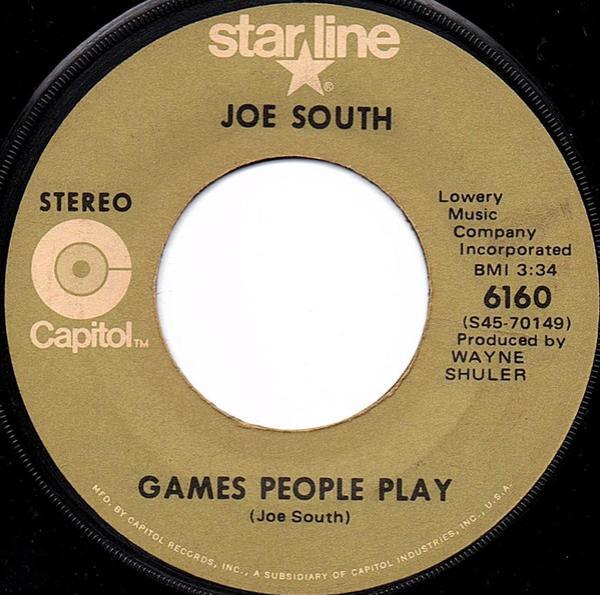 starline®
JOE SOUTH
STEREO
Capitol™
Lowery
Music
Company
Incorporated
BMI 3:34
6160
(S45-70149)
Produced by
WAYNE
SHULER
GAMES PEOPLE PLAY
(Joe South)
MFD. BY CAPITOL RECORDS, INC., A SUBSIDIARY OF CAPITOL INDUSTRIES, INC., U.S.A.